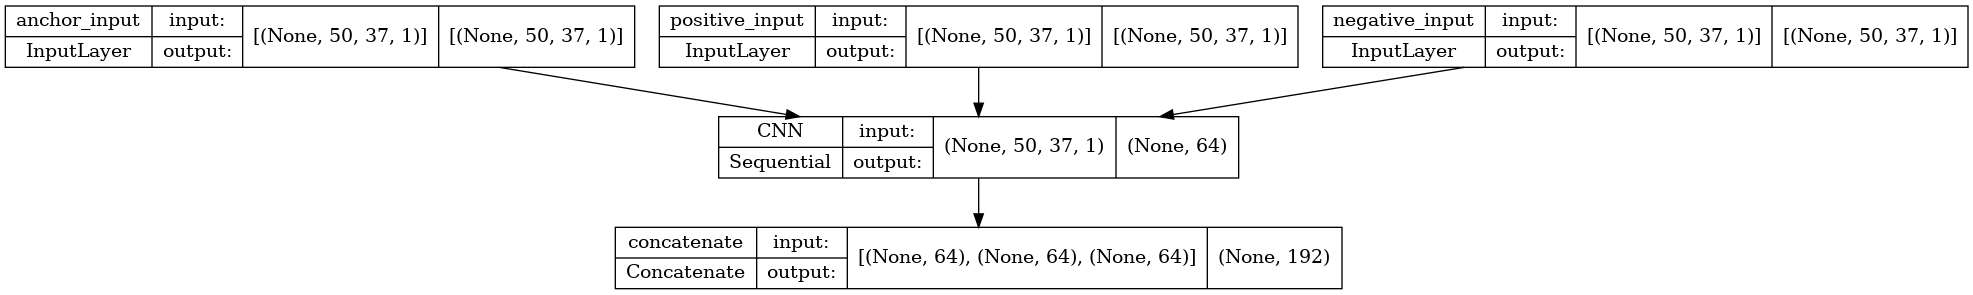 anchor_input input: [(None, 50, 37, 1)] [(None, 50, 37, 1)]
InputLayer output:
positive_input input: [(None, 50, 37, 1)] [(None, 50, 37, 1)]
InputLayer output:
negative_input input: [(None, 50, 37, 1)] [(None, 50, 37, 1)]
InputLayer output:
CNN input: (None, 50, 37, 1) (None, 64)
Sequential output:
concatenate input: [(None, 64), (None, 64), (None, 64)] (None, 192)
Concatenate output: